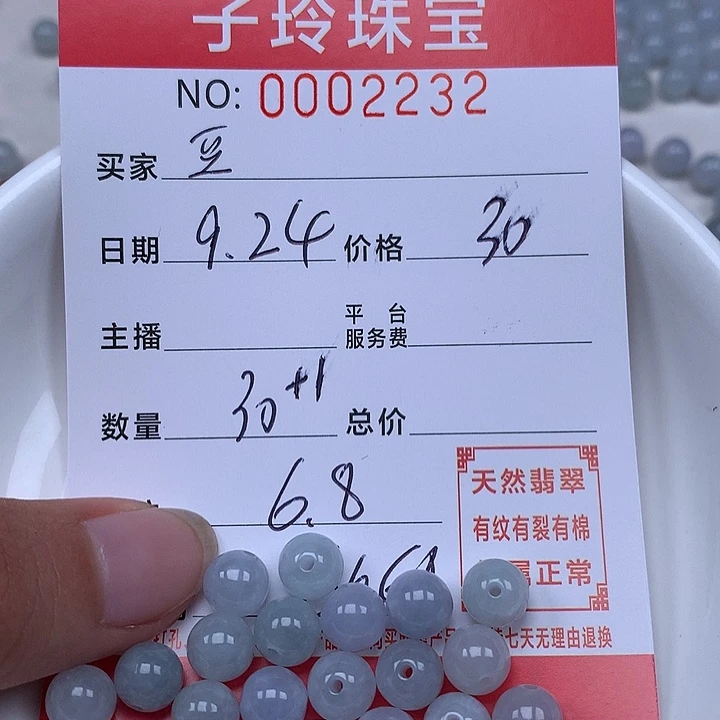 子玲珠宝
NO: 0002232
买家 豆
日期 9.24 价格 30
主播 平台服务费
数量 30+1 总价
6.8
天然翡翠
有纹有裂有棉
属正常
七天无理由退换